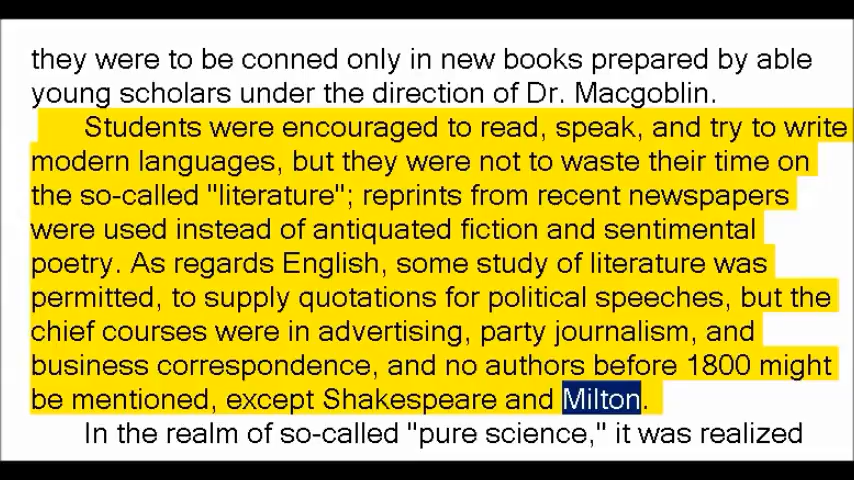 they were to be conned only in new books prepared by able
young scholars under the direction of Dr. Macgoblin.
Students were encouraged to read, speak, and try to write
modern languages, but they were not to waste their time on
the so-called "literature"; reprints from recent newspapers
were used instead of antiquated fiction and sentimental
poetry. As regards English, some study of literature was
permitted, to supply quotations for political speeches, but the
chief courses were in advertising, party journalism, and
business correspondence, and no authors before 1800 might
be mentioned, except Shakespeare and Milton.
In the realm of so-called "pure science," it was realized